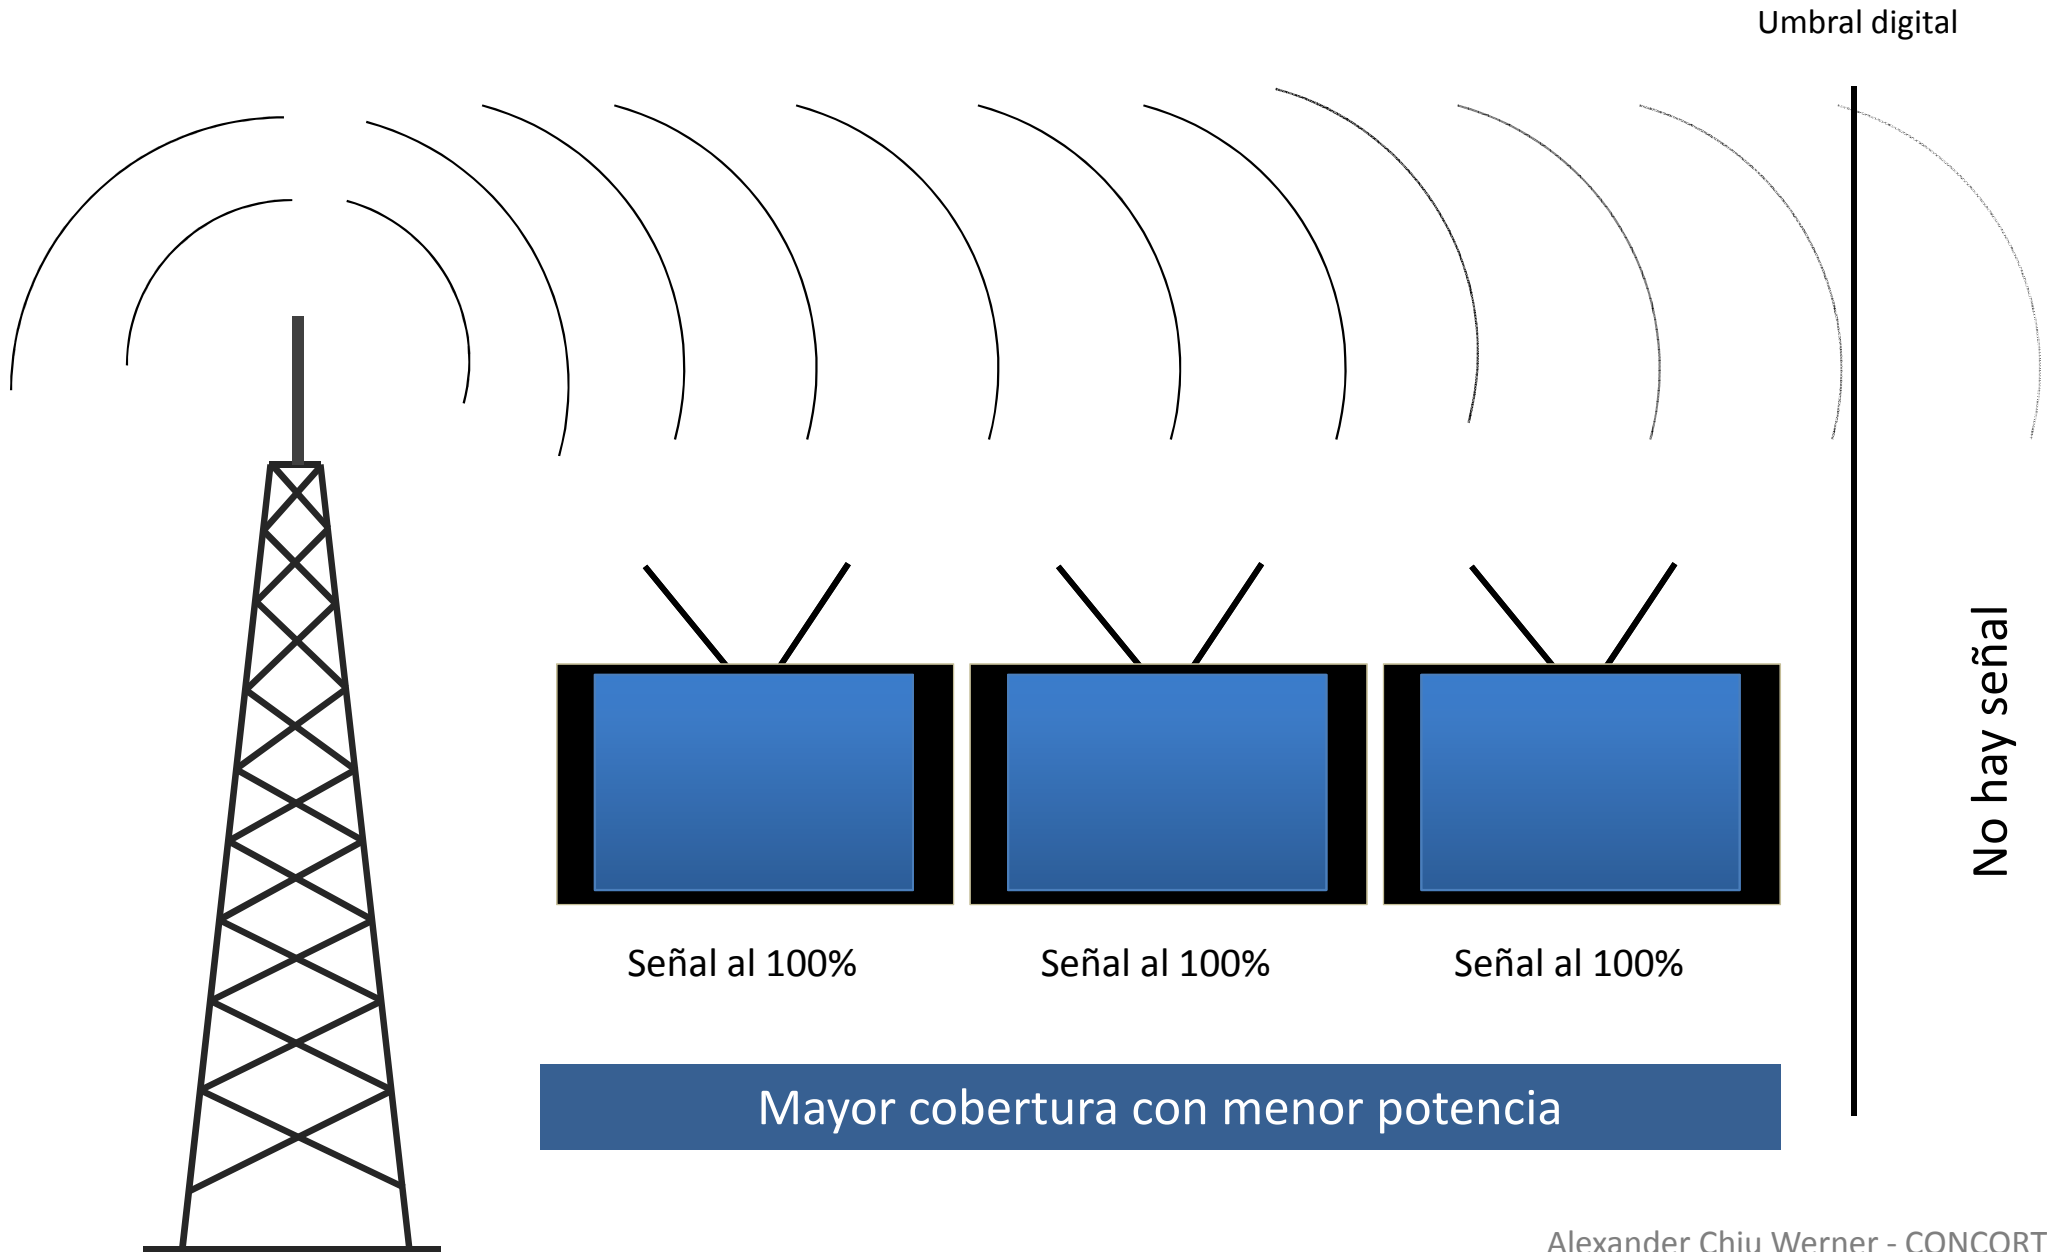 Umbral digital
No hay señal
Señal al 100%
Señal al 100%
Señal al 100%
Mayor cobertura con menor potencia
Alexander Chiu Werner - CONCORTV